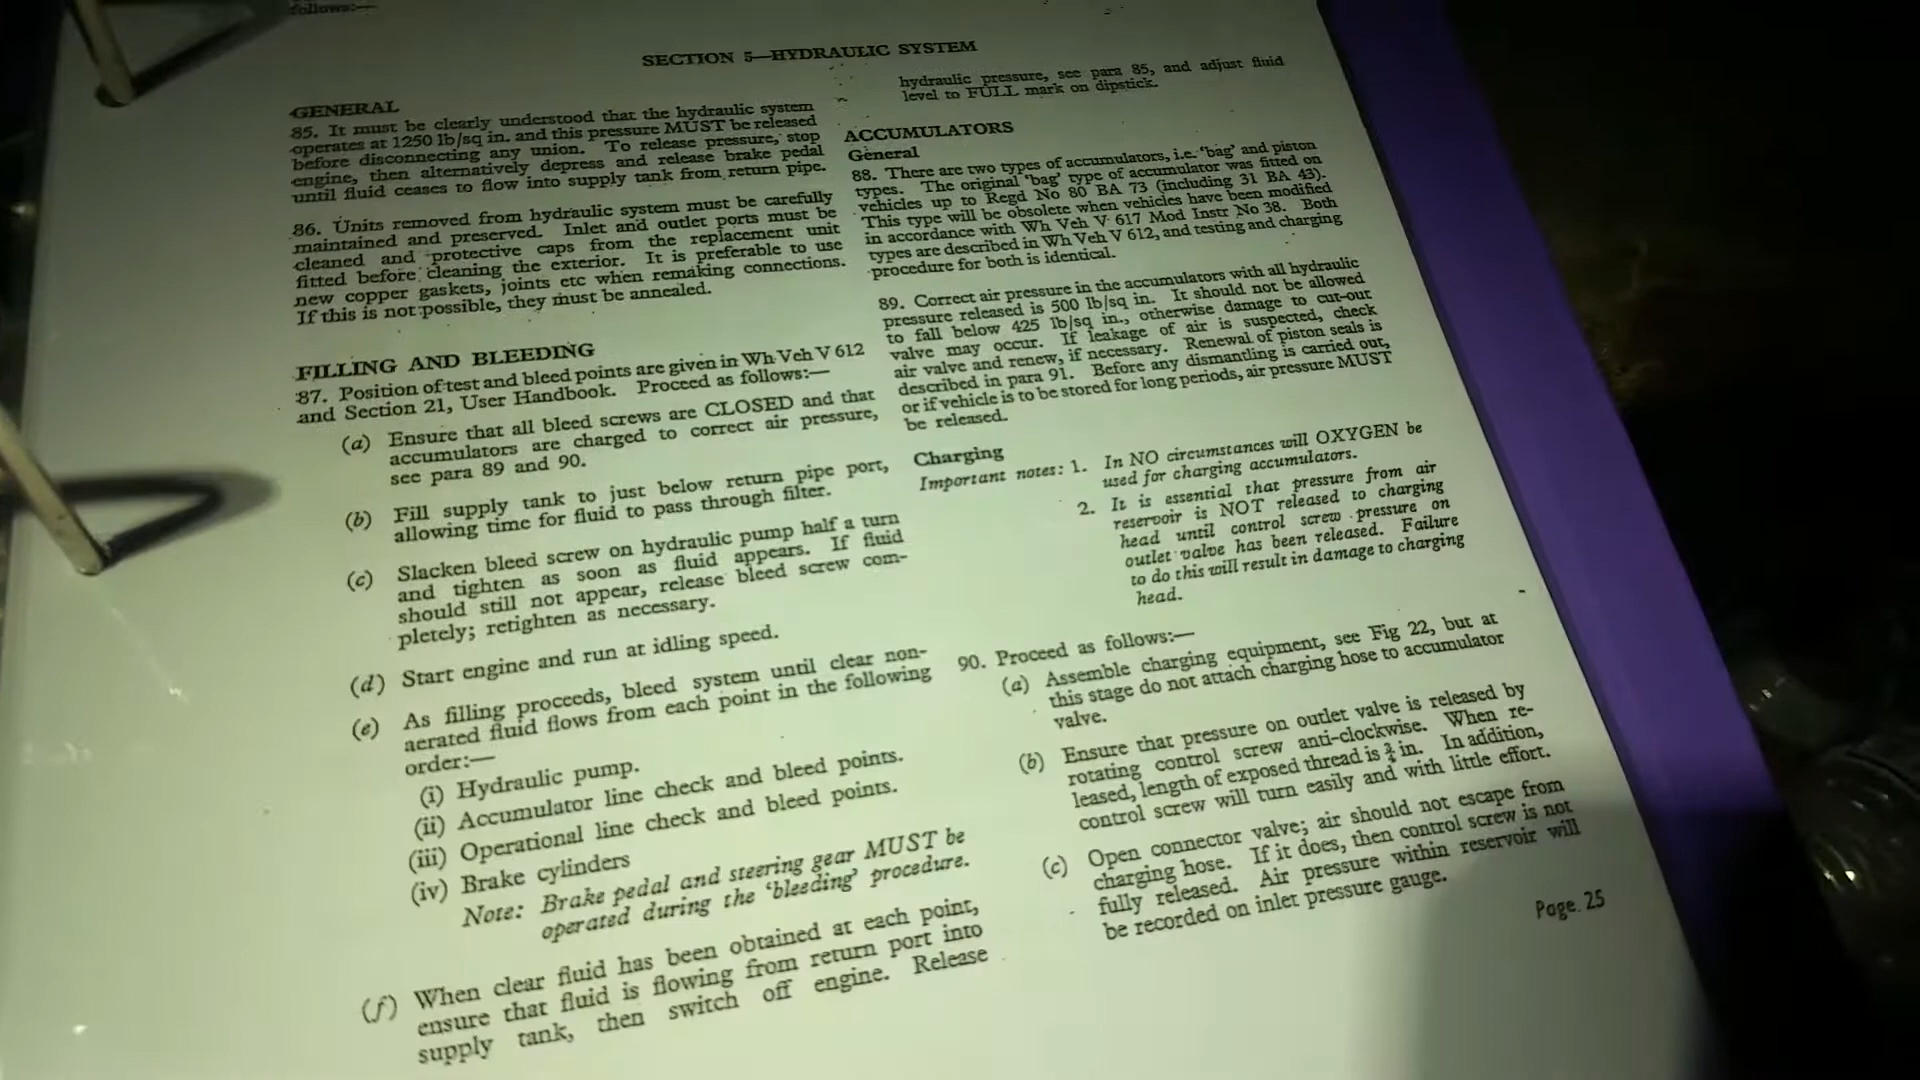 follows:—
SECTION 5—HYDRAULIC SYSTEM
GENERAL
85. It must be clearly understood that the hydraulic system
operates at 1250 lb/sq in. and this pressure MUST be released
before disconnecting any union. To release pressure, stop
engine, then alternatively depress and release brake pedal
until fluid ceases to flow into supply tank from return pipe.
86. Units removed from hydraulic system must be carefully
maintained and preserved. Inlet and outlet ports must be
cleaned and protective caps from the replacement unit
fitted before cleaning the exterior. It is preferable to use
new copper gaskets, joints etc when remaking connections.
If this is not possible, they must be annealed.
FILLING AND BLEEDING
87. Position of test and bleed points are given in Wh Veh V 612
and Section 21, User Handbook. Proceed as follows:—
(a) Ensure that all bleed screws are CLOSED and that
accumulators are charged to correct air pressure,
see para 89 and 90.
(b) Fill supply tank to just below return pipe port,
allowing time for fluid to pass through filter.
(c) Slacken bleed screw on hydraulic pump half a turn
and tighten as soon as fluid appears. If fluid
should still not appear, release bleed screw com-
pletely; retighten as necessary.
(d) Start engine and run at idling speed.
(e) As filling proceeds, bleed system until clear non-
aerated fluid flows from each point in the following
order:—
(i) Hydraulic pump.
(ii) Accumulator line check and bleed points.
(iii) Operational line check and bleed points.
(iv) Brake cylinders
Note: Brake pedal and steering gear MUST be
operated during the 'bleeding' procedure.
(f) When clear fluid has been obtained at each point,
ensure that fluid is flowing from return port into
supply tank, then switch off engine. Release
hydraulic pressure, see para 85, and adjust fluid
level to FULL mark on dipstick.
ACCUMULATORS
General
88. There are two types of accumulators, i.e. 'bag' and piston
types. The original 'bag' type of accumulator was fitted on
vehicles up to Regd No 80 BA 73 (including 31 BA 43).
This type will be obsolete when vehicles have been modified
in accordance with Wh Veh V 617 Mod Instr No 38. Both
types are described in Wh Veh V 612, and testing and charging
procedure for both is identical.
89. Correct air pressure in the accumulators with all hydraulic
pressure released is 500 lb/sq in. It should not be allowed
to fall below 425 lb/sq in., otherwise damage to cut-out
valve may occur. If leakage of air is suspected, check
air valve and renew, if necessary. Renewal of piston seals is
described in para 91. Before any dismantling is carried out,
or if vehicle is to be stored for long periods, air pressure MUST
be released.
Charging
Important notes: 1. In NO circumstances will OXYGEN be
used for charging accumulators.
2. It is essential that pressure from air
reservoir is NOT released to charging
head until control screw pressure on
outlet valve has been released. Failure
to do this will result in damage to charging
head.
90. Proceed as follows:—
(a) Assemble charging equipment, see Fig 22, but at
this stage do not attach charging hose to accumulator
valve.
(b) Ensure that pressure on outlet valve is released by
rotating control screw anti-clockwise. When re-
leased, length of exposed thread is ¾ in. In addition,
control screw will turn easily and with little effort.
(c) Open connector valve; air should not escape from
charging hose. If it does, then control screw is not
fully released. Air pressure within reservoir will
be recorded on inlet pressure gauge.
Page. 25